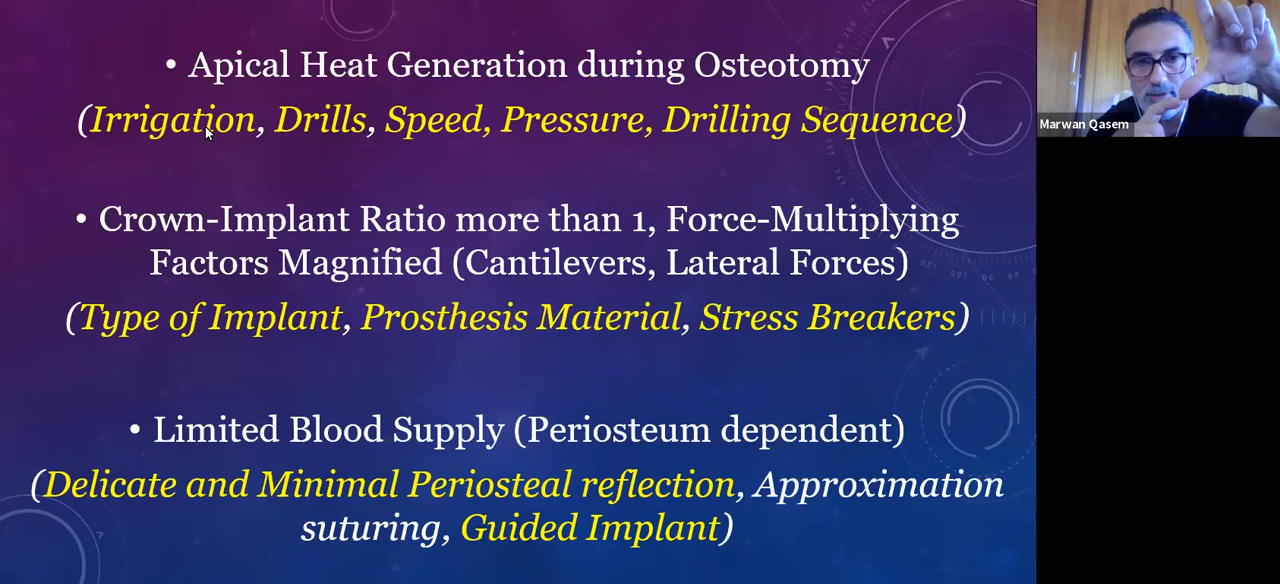 • Apical Heat Generation during Osteotomy
(Irrigation, Drills, Speed, Pressure, Drilling Sequence)
• Crown-Implant Ratio more than 1, Force-Multiplying
Factors Magnified (Cantilevers, Lateral Forces)
(Type of Implant, Prosthesis Material, Stress Breakers)
• Limited Blood Supply (Periosteum dependent)
(Delicate and Minimal Periosteal reflection, Approximation
suturing, Guided Implant)
Marwan Qasem